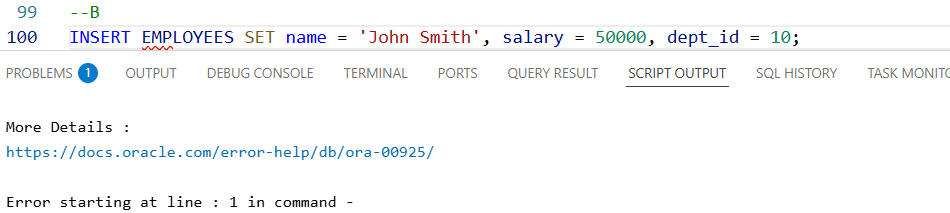 99 --B
100 INSERT EMPLOYEES SET name = 'John Smith', salary = 50000, dept_id = 10;
PROBLEMS 1 OUTPUT DEBUG CONSOLE TERMINAL PORTS QUERY RESULT SCRIPT OUTPUT SQL HISTORY TASK MONITO
More Details :
https://docs.oracle.com/error-help/db/ora-00925/
Error starting at line : 1 in command -